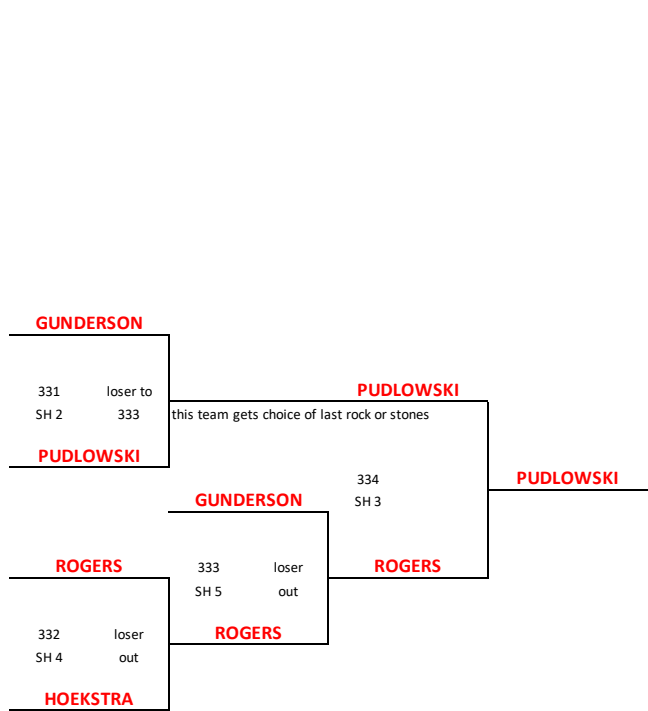 GUNDERSON
331 loser to
PUDLOWSKI
SH 2 333 this team gets choice of last rock or stones
PUDLOWSKI
334
PUDLOWSKI
GUNDERSON
SH 3
ROGERS
333 loser
ROGERS
SH 5 out
332 loser
ROGERS
SH 4 out
HOEKSTRA